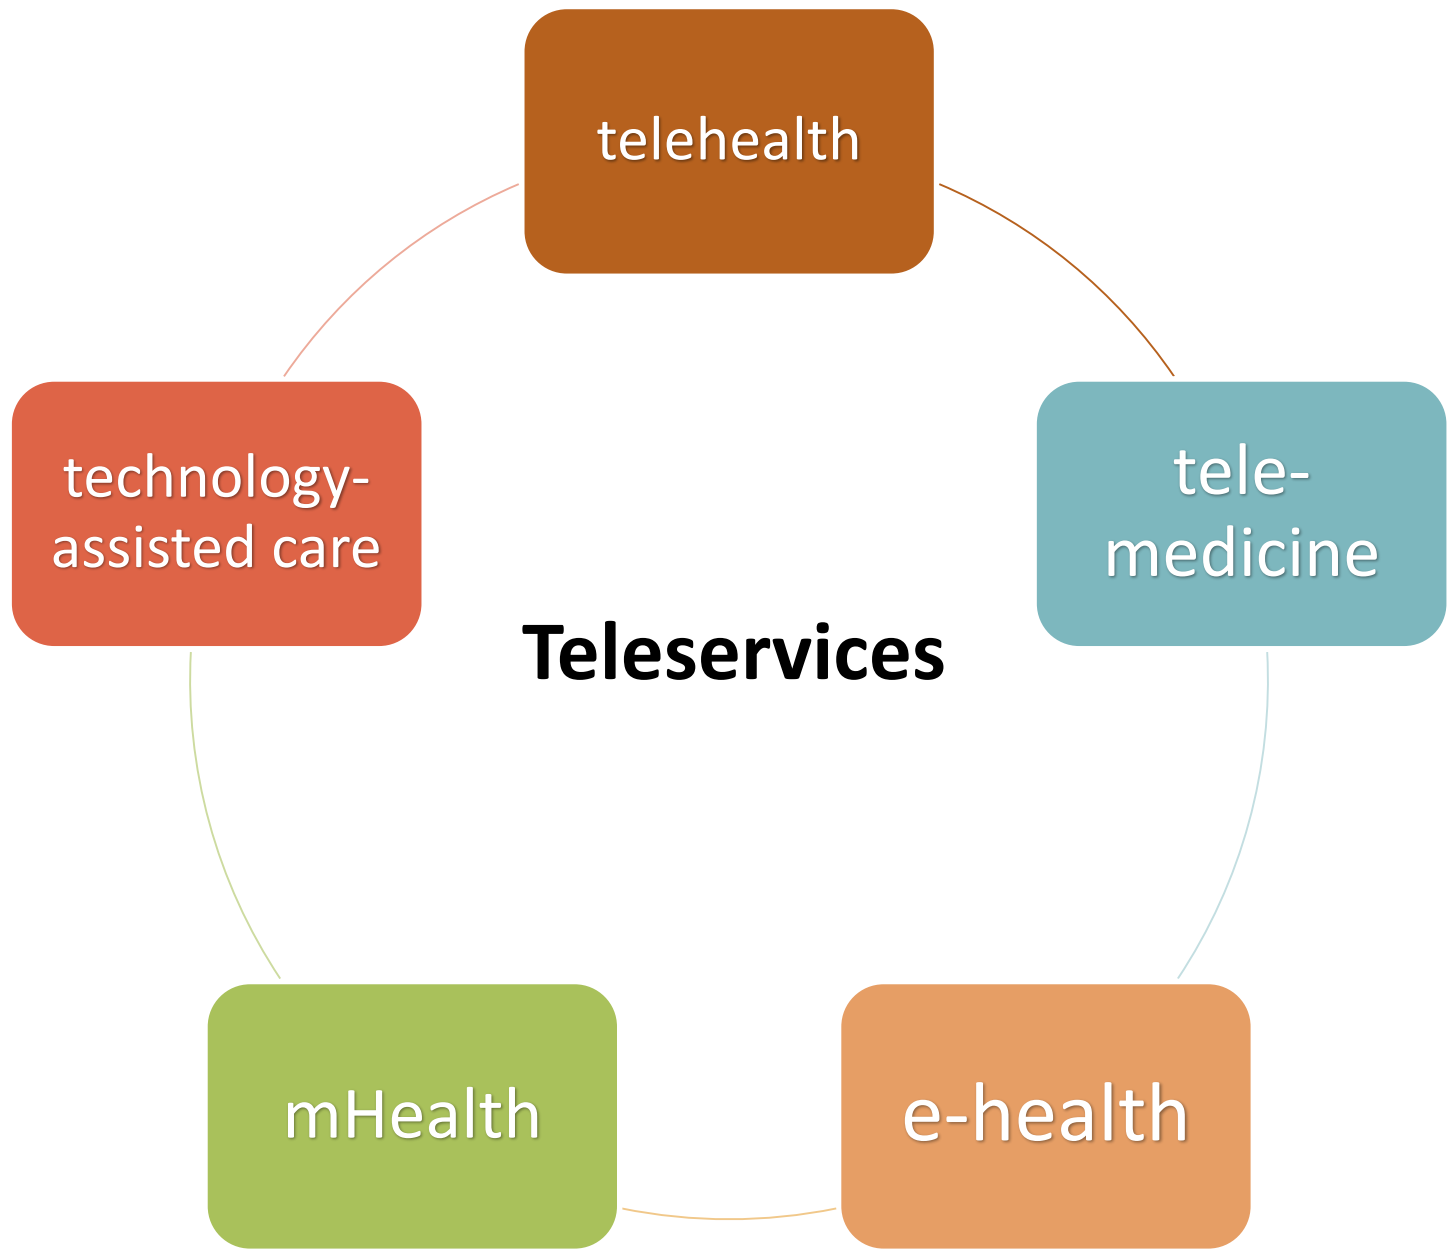 telehealth
tele-
medicine
e-health
mHealth
technology-
assisted care
Teleservices